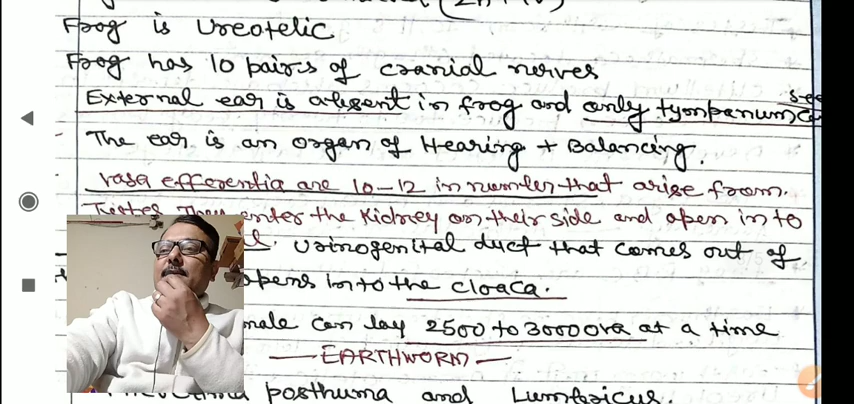 Frog is Ureotelic
Frog has 10 pairs of cranial nerves
External ear is absent in frog and only tympanum
The ear is an organ of Hearing + Balancing.
vasa efferentia are 10-12 in number that arise from.
Testes They enter the kidney on their side and open in to
urinogenital duct that comes out of
opens into the cloaca.
male can lay 2500 to 3000 ova at a time
— EARTHWORM —
posthuma and Lumbricus.